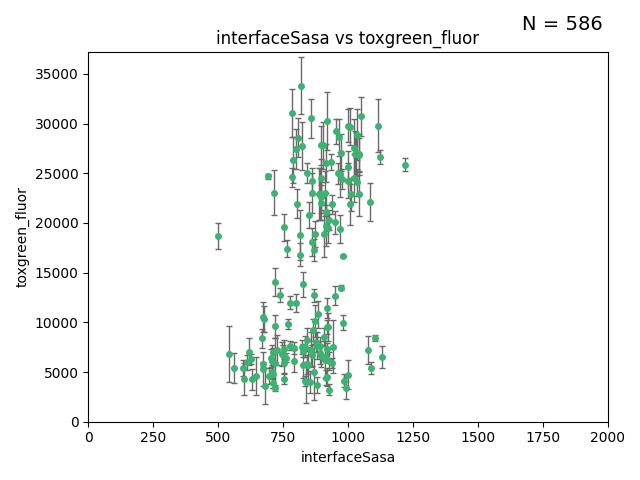 N = 586
interfaceSasa vs toxgreen_fluor
toxgreen_fluor
35000
30000
25000
20000
15000
10000
5000
0
0 250 500 750 1000 1250 1500 1750 2000
interfaceSasa